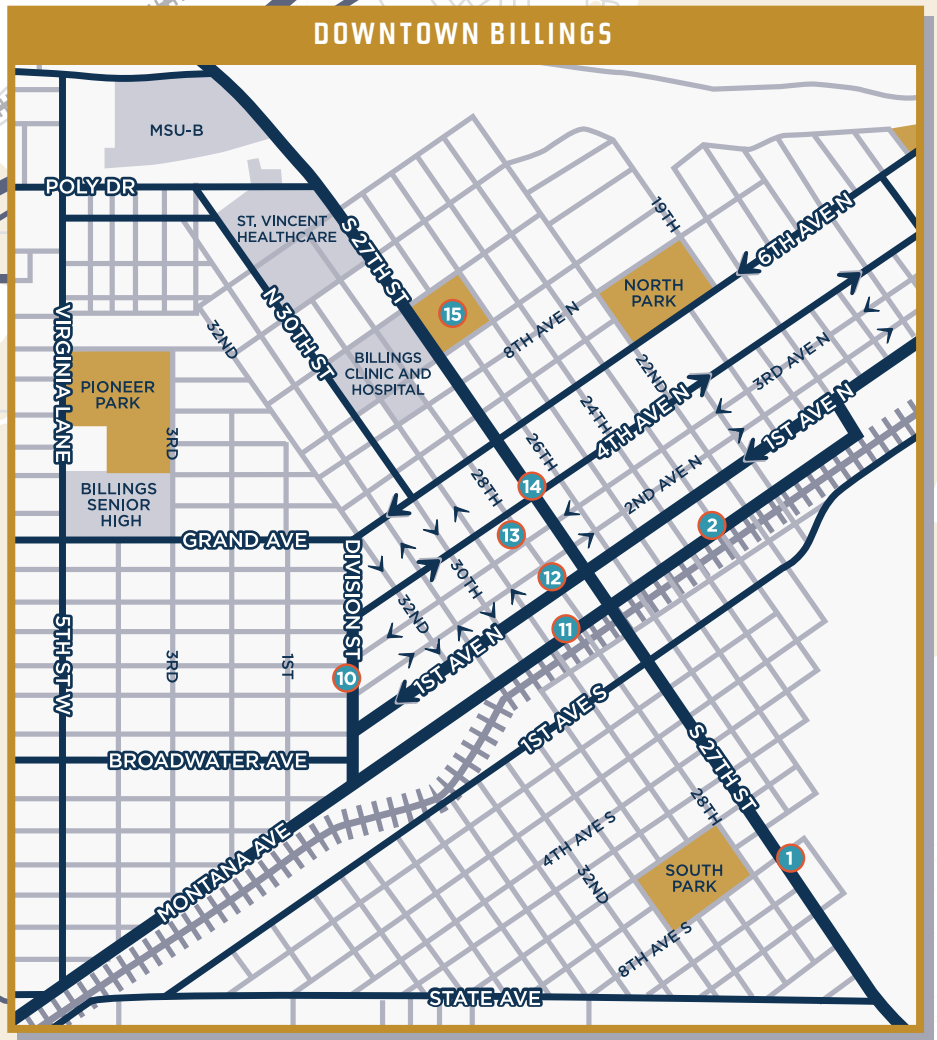 DOWNTOWN BILLINGS
MSU-B
POLY DR
ST. VINCENT
HEALTHCARE
S 27TH ST
19TH
6TH AVE N
NORTH
PARK
N 30TH ST
15
8TH AVE N
32ND
VIRGINIA LANE
BILLINGS
CLINIC AND
HOSPITAL
3RD AVE N
22ND
PIONEER
PARK
24TH
4TH AVE N
1ST AVE N
3RD
26TH
BILLINGS
SENIOR
HIGH
28TH
14
2ND AVE N
2
13
GRAND AVE
DIVISION ST
30TH
12
32ND
11
5TH ST W
3RD
1ST
10
1ST AVE N
1ST AVE S
BROADWATER AVE
S 27TH ST
28TH
4TH AVE S
MONTANA AVE
32ND
SOUTH
PARK
1
8TH AVE S
STATE AVE